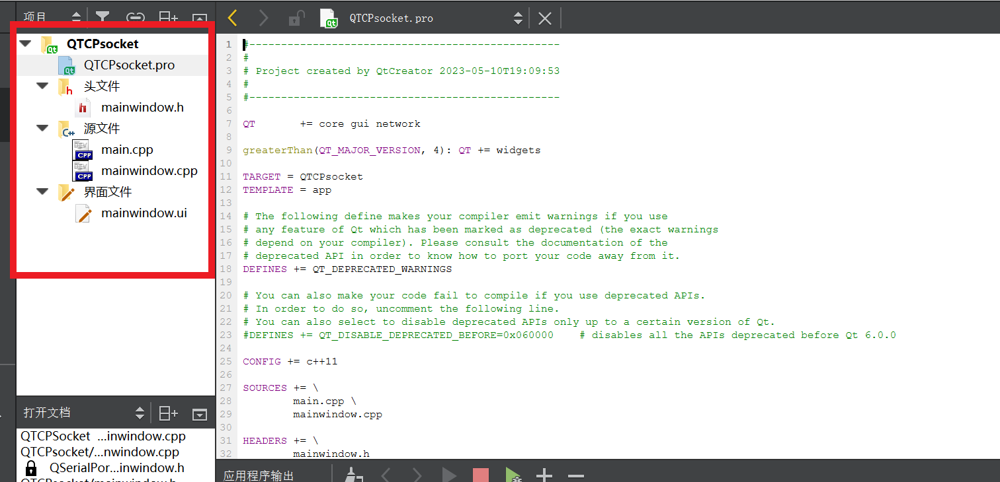 项目
QTCPsocket.pro
QTCPsocket
QTCPsocket.pro
头文件
mainwindow.h
源文件
main.cpp
mainwindow.cpp
界面文件
mainwindow.ui
打开文档
QTCPSocket ...inwindow.cpp
QTCPsocket/...nwindow.cpp
QSerialPor...inwindow.h
1 #-------------------------------------------------
2 #
3 # Project created by QtCreator 2023-05-10T19:09:53
4 #
5 #-------------------------------------------------
6
7 QT       += core gui network
8
9 greaterThan(QT_MAJOR_VERSION, 4): QT += widgets
10
11 TARGET = QTCPsocket
12 TEMPLATE = app
13
14 # The following define makes your compiler emit warnings if you use
15 # any feature of Qt which has been marked as deprecated (the exact warnings
16 # depend on your compiler). Please consult the documentation of the
17 # deprecated API in order to know how to port your code away from it.
18 DEFINES += QT_DEPRECATED_WARNINGS
19
20 # You can also make your code fail to compile if you use deprecated APIs.
21 # In order to do so, uncomment the following line.
22 # You can also select to disable deprecated APIs only up to a certain version of Qt.
23 #DEFINES += QT_DISABLE_DEPRECATED_BEFORE=0x060000    # disables all the APIs deprecated before Qt 6.0.0
24
25 CONFIG += c++11
26
27 SOURCES += \
28         main.cpp \
29         mainwindow.cpp
30
31 HEADERS += \
32         mainwindow.h
应用程序输出